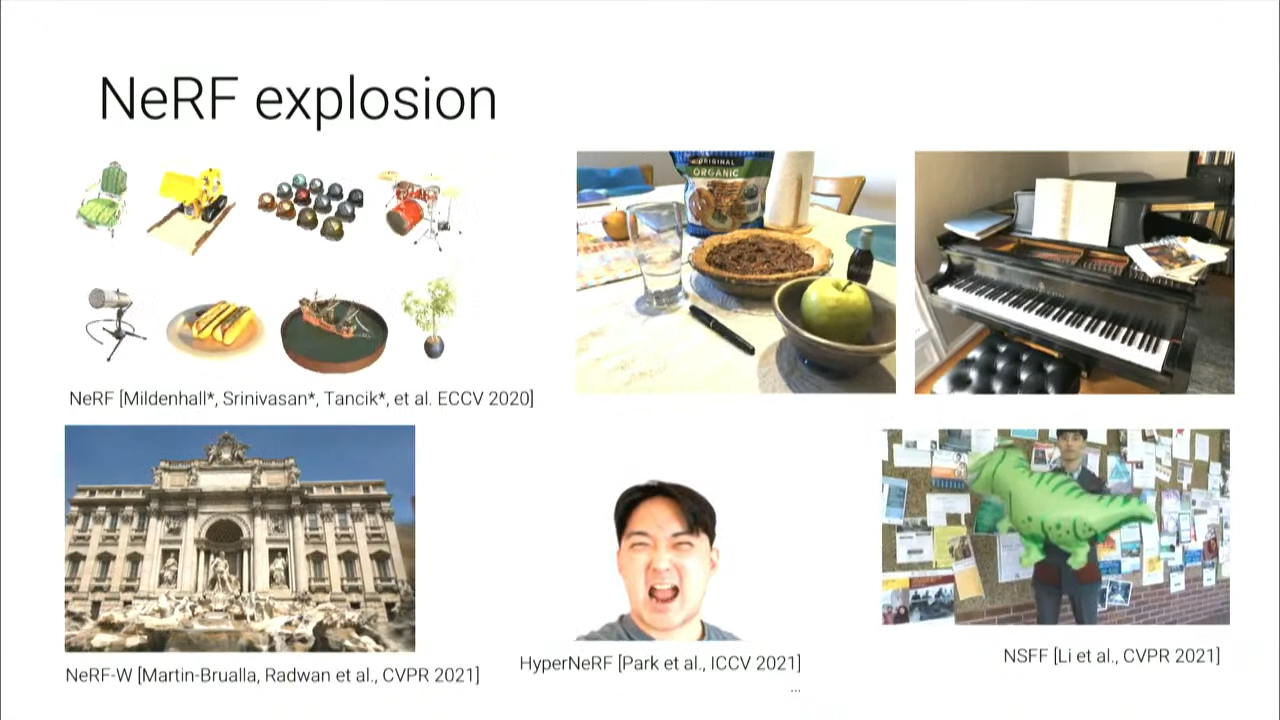 NeRF explosion
ORIGINAL
ORGANIC
NeRF [Mildenhall*, Srinivasan*, Tancik*, et al. ECCV 2020]
NeRF-W [Martin-Brualla, Radwan et al., CVPR 2021]
HyperNeRF [Park et al., ICCV 2021]
...
NSFF [Li et al., CVPR 2021]